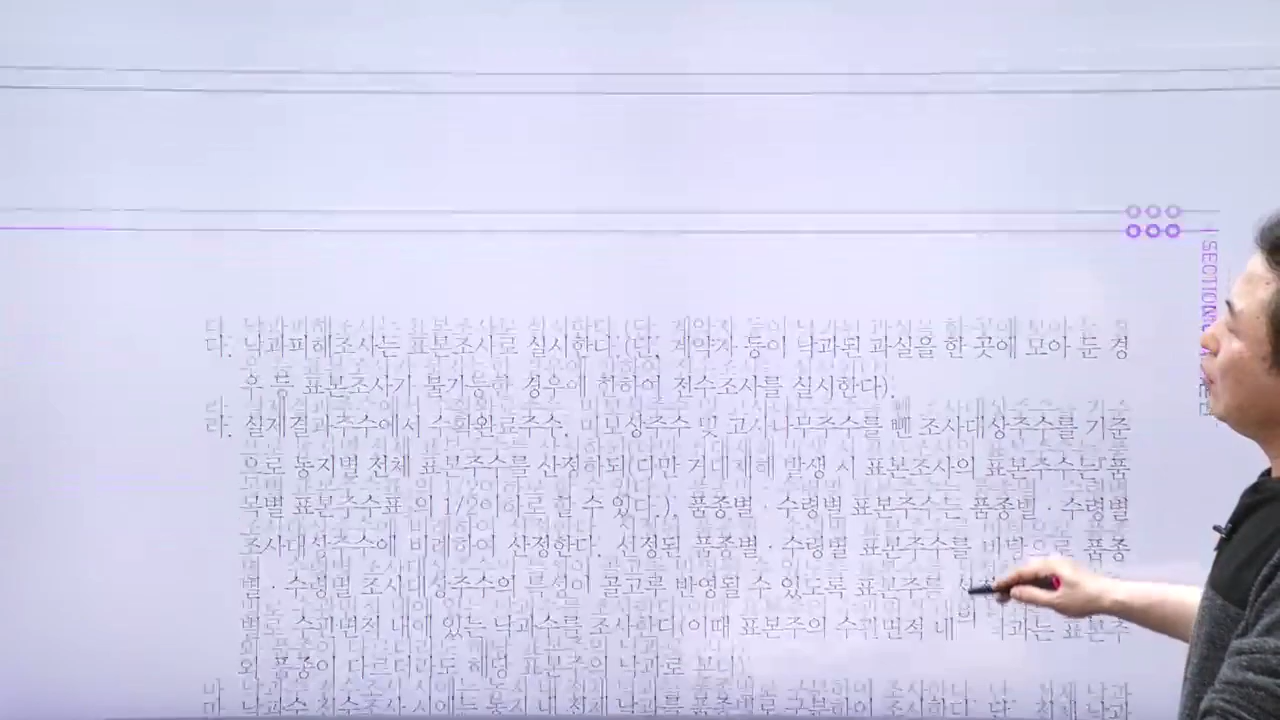 SECTION
다. 낙과피해조사는 표본조사로 실시한다.(단, 계약자 등이 낙과된 과실을 한 곳에 모아 둔 경
우 등 표본조사가 불가능한 경우에 한하여 전수조사를 실시한다).
라. 실제결과주수에서 수확완료주수, 미보상주수 및 고사나무주수를 뺀 조사대상주수를 기준
으로 농지별 전체 표본주수를 산정하되(다만 거대재해 발생 시 표본조사의 표본주수는 품
목별 표본주수표 의 1/2이하로 할 수 있다.), 품종별 · 수령별 표본주수는 품종별 · 수령별
조사대상주수에 비례하여 산정한다. 선정된 품종별 · 수령별 표본주수를 바탕으로 품종
별 · 수령별 조사대상주수의 특성이 골고루 반영될 수 있도록 표본주를
별로 수관면적 내에 있는 낙과수를 조사한다(이때 표본주의 수관면적 내의 낙과는 표본주
와 품종이 다르더라도 해당 표본주의 낙과로 본다)
마. 낙과수 전수조사 시에는 농지 내 전체 낙과를 품종별로 구분하여 조사한다. 단, 전체 낙과